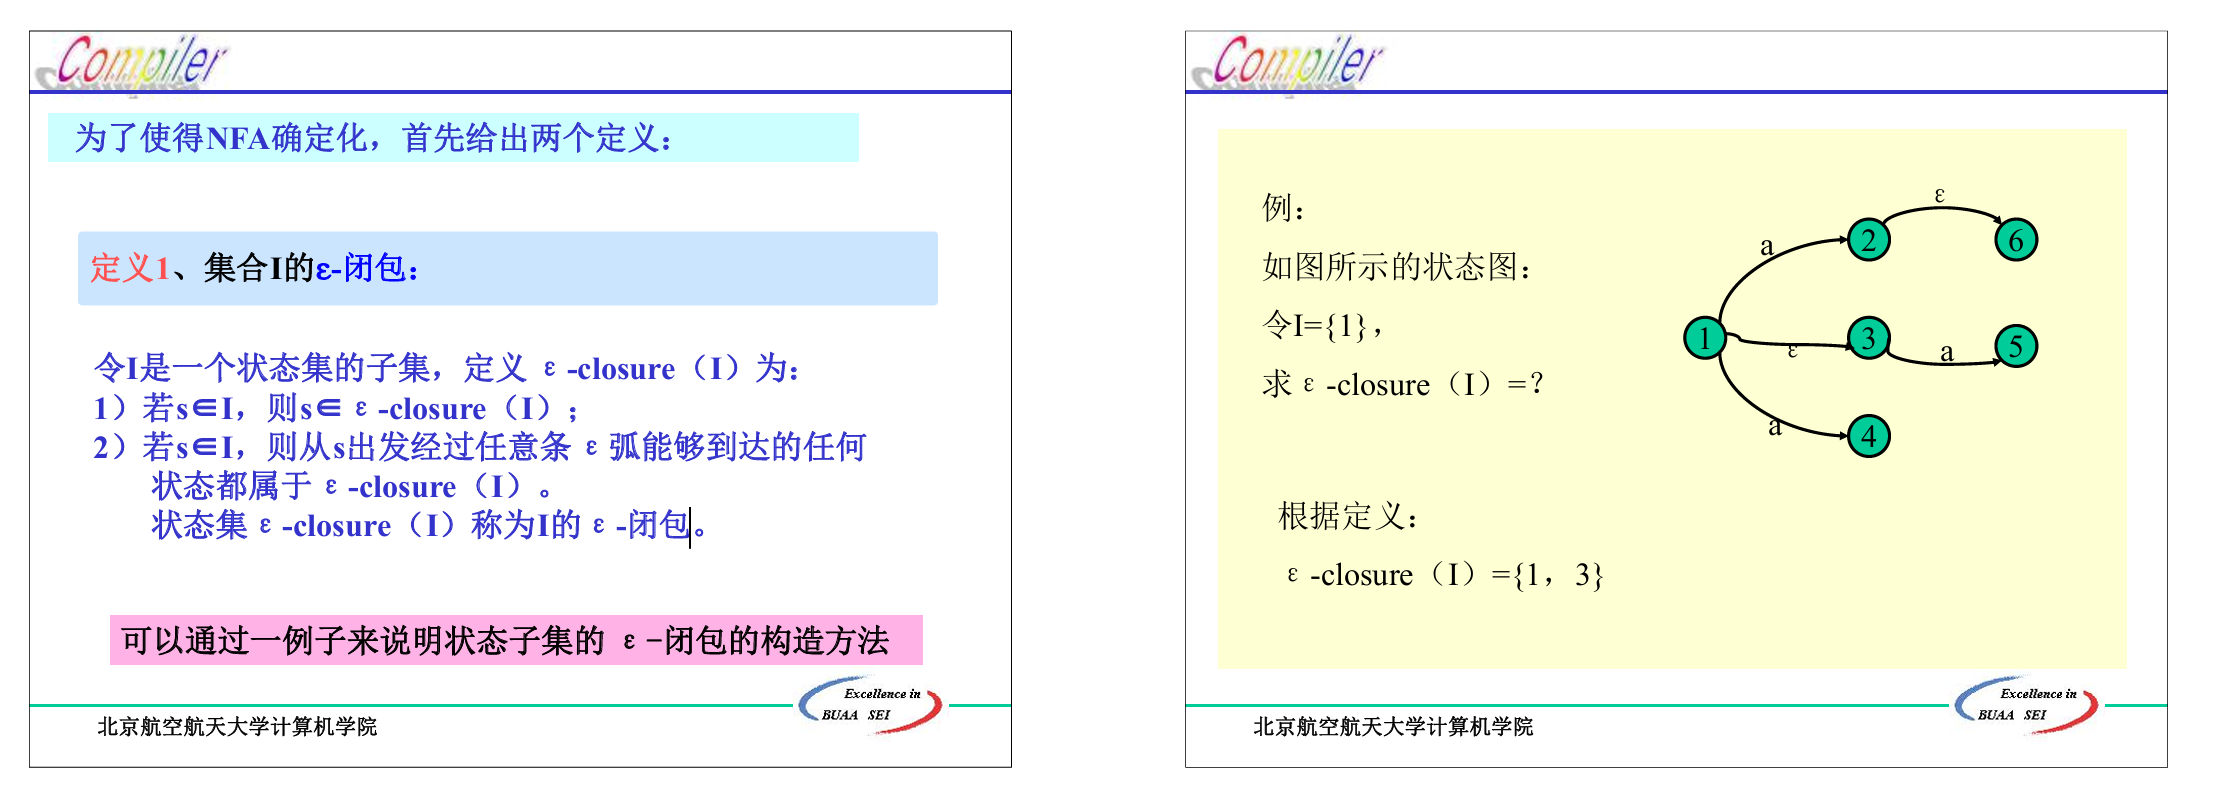 Compiler
为了使得NFA确定化，首先给出两个定义：
定义1、集合I的ε-闭包：
令I是一个状态集的子集，定义 ε-closure（I）为：
1）若s∈I，则s∈ ε-closure（I）；
2）若s∈I，则从s出发经过任意条 ε 弧能够到达的任何
状态都属于 ε-closure（I）。
状态集 ε-closure（I）称为I的 ε-闭包。
可以通过一例子来说明状态子集的 ε-闭包的构造方法
Excellence in
BUAA SEI
北京航空航天大学计算机学院
Compiler
例：
如图所示的状态图：
令I={1}，
求 ε-closure（I）=？
ε
a
2
6
1
ε
3
a
5
a
4
根据定义：
ε-closure（I）={1，3}
Excellence in
BUAA SEI
北京航空航天大学计算机学院